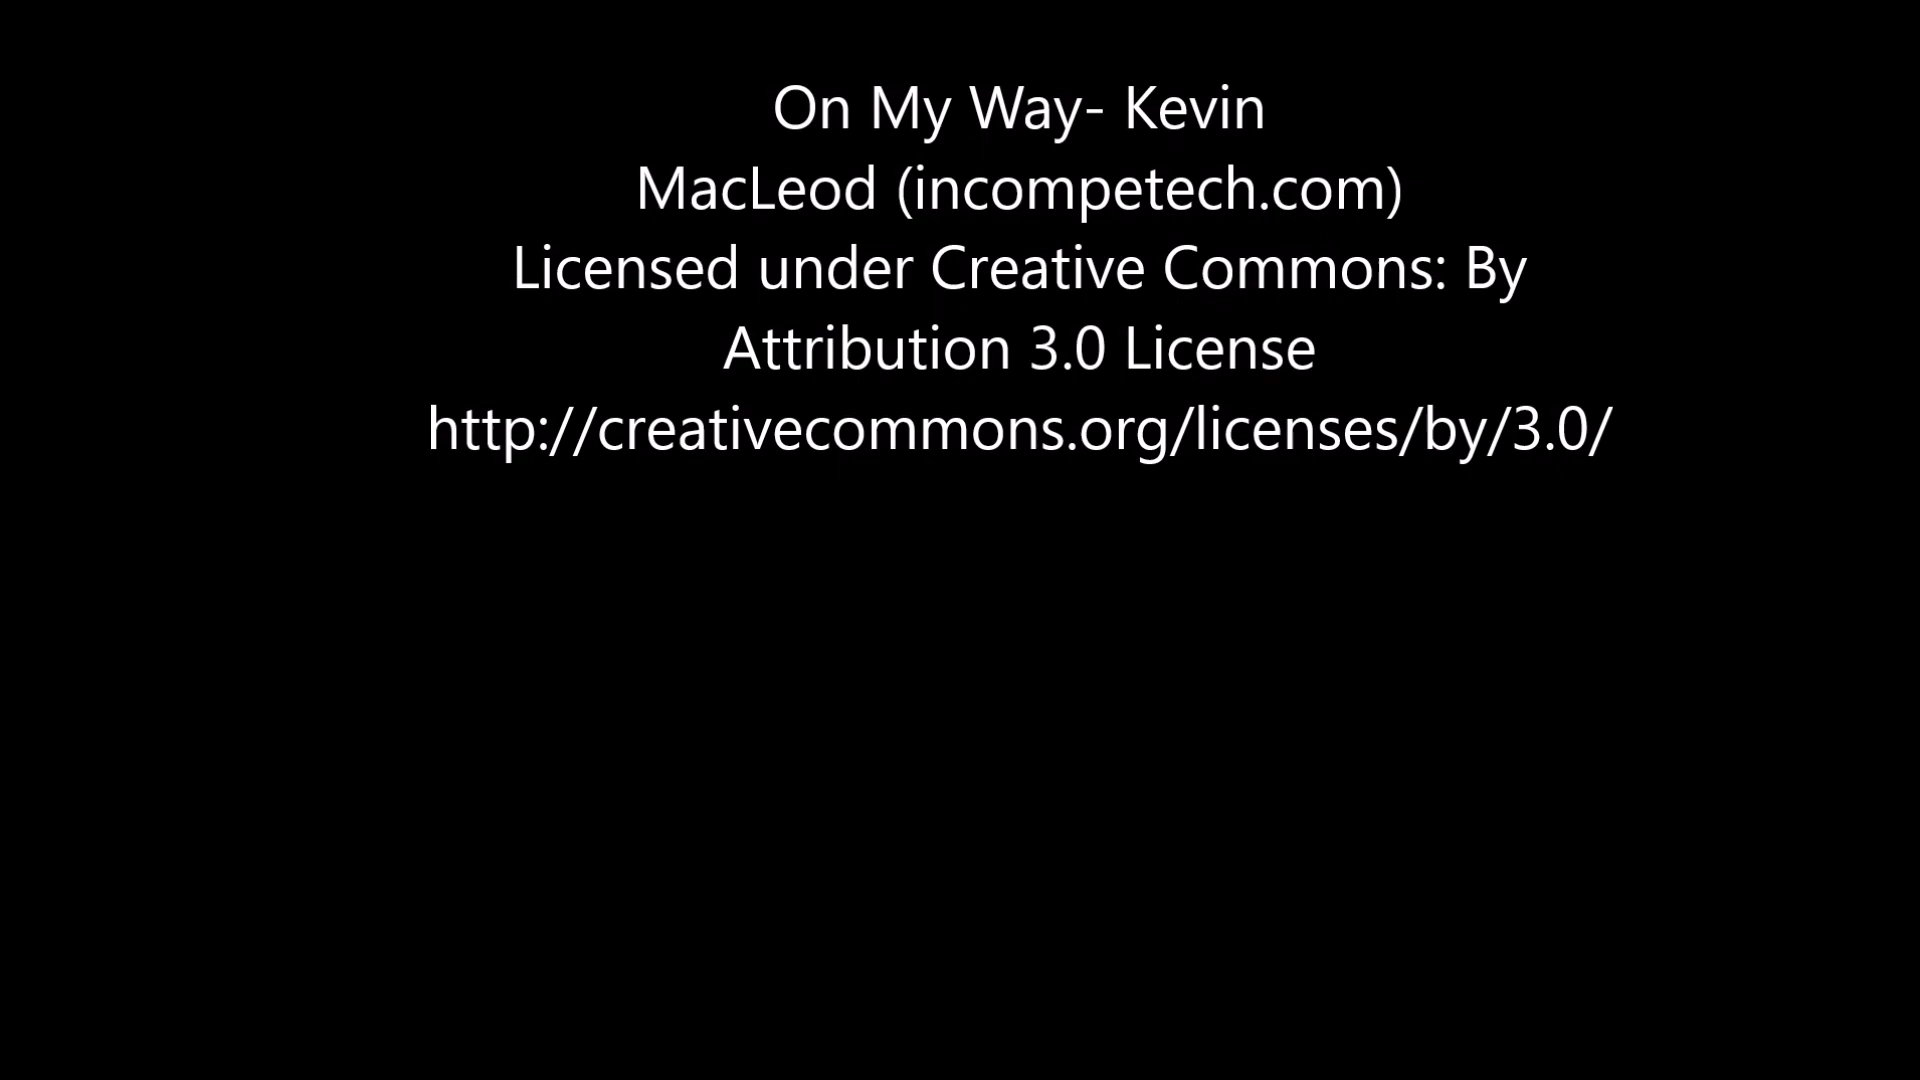 On My Way- Kevin
MacLeod (incompetech.com)
Licensed under Creative Commons: By
Attribution 3.0 License
http://creativecommons.org/licenses/by/3.0/